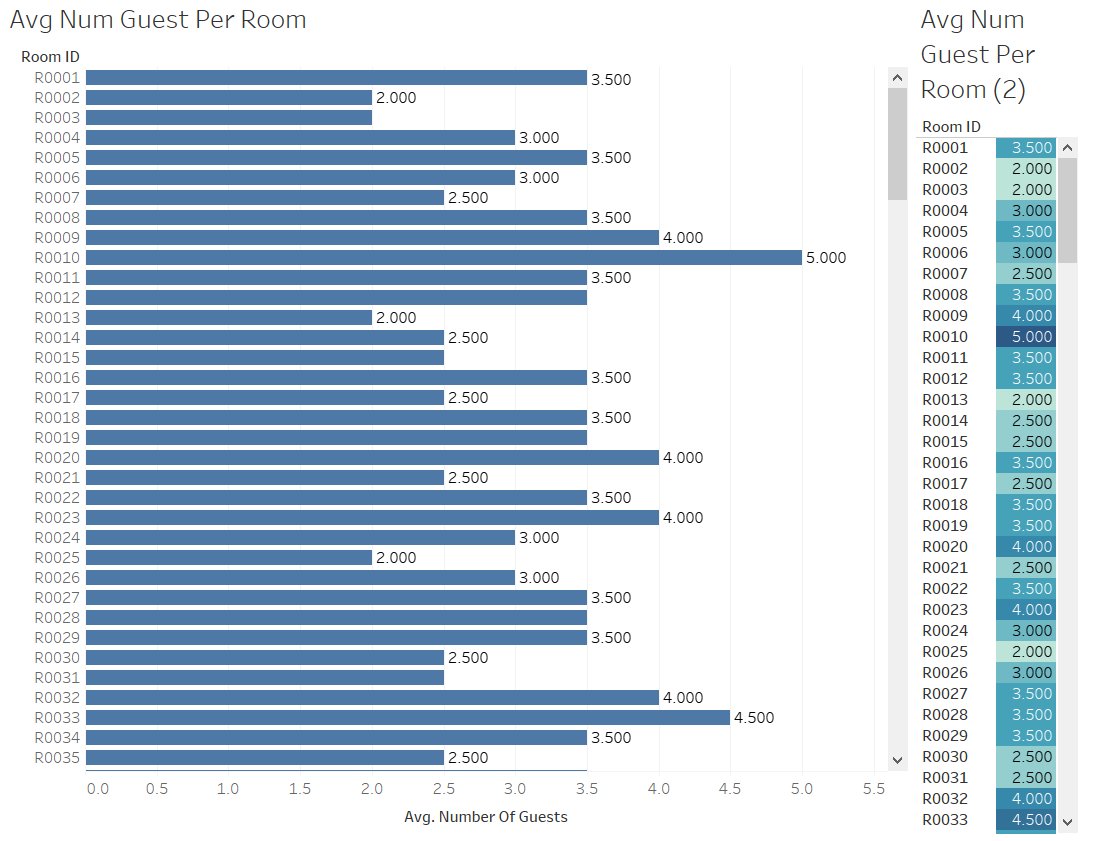 Avg Num Guest Per Room
Room ID
R0001 3.500
R0002 2.000
R0003
R0004 3.000
R0005 3.500
R0006 3.000
R0007 2.500
R0008 3.500
R0009 4.000
R0010 5.000
R0011 3.500
R0012
R0013 2.000
R0014 2.500
R0015
R0016 3.500
R0017 2.500
R0018 3.500
R0019
R0020 4.000
R0021 2.500
R0022 3.500
R0023 4.000
R0024 3.000
R0025 2.000
R0026 3.000
R0027 3.500
R0028
R0029 3.500
R0030 2.500
R0031
R0032 4.000
R0033 4.500
R0034 3.500
R0035 2.500
0.0 0.5 1.0 1.5 2.0 2.5 3.0 3.5 4.0 4.5 5.0 5.5
Avg. Number Of Guests
Avg Num
Guest Per
Room (2)
Room ID
R0001 3.500
R0002 2.000
R0003 2.000
R0004 3.000
R0005 3.500
R0006 3.000
R0007 2.500
R0008 3.500
R0009 4.000
R0010 5.000
R0011 3.500
R0012 3.500
R0013 2.000
R0014 2.500
R0015 2.500
R0016 3.500
R0017 2.500
R0018 3.500
R0019 3.500
R0020 4.000
R0021 2.500
R0022 3.500
R0023 4.000
R0024 3.000
R0025 2.000
R0026 3.000
R0027 3.500
R0028 3.500
R0029 3.500
R0030 2.500
R0031 2.500
R0032 4.000
R0033 4.500